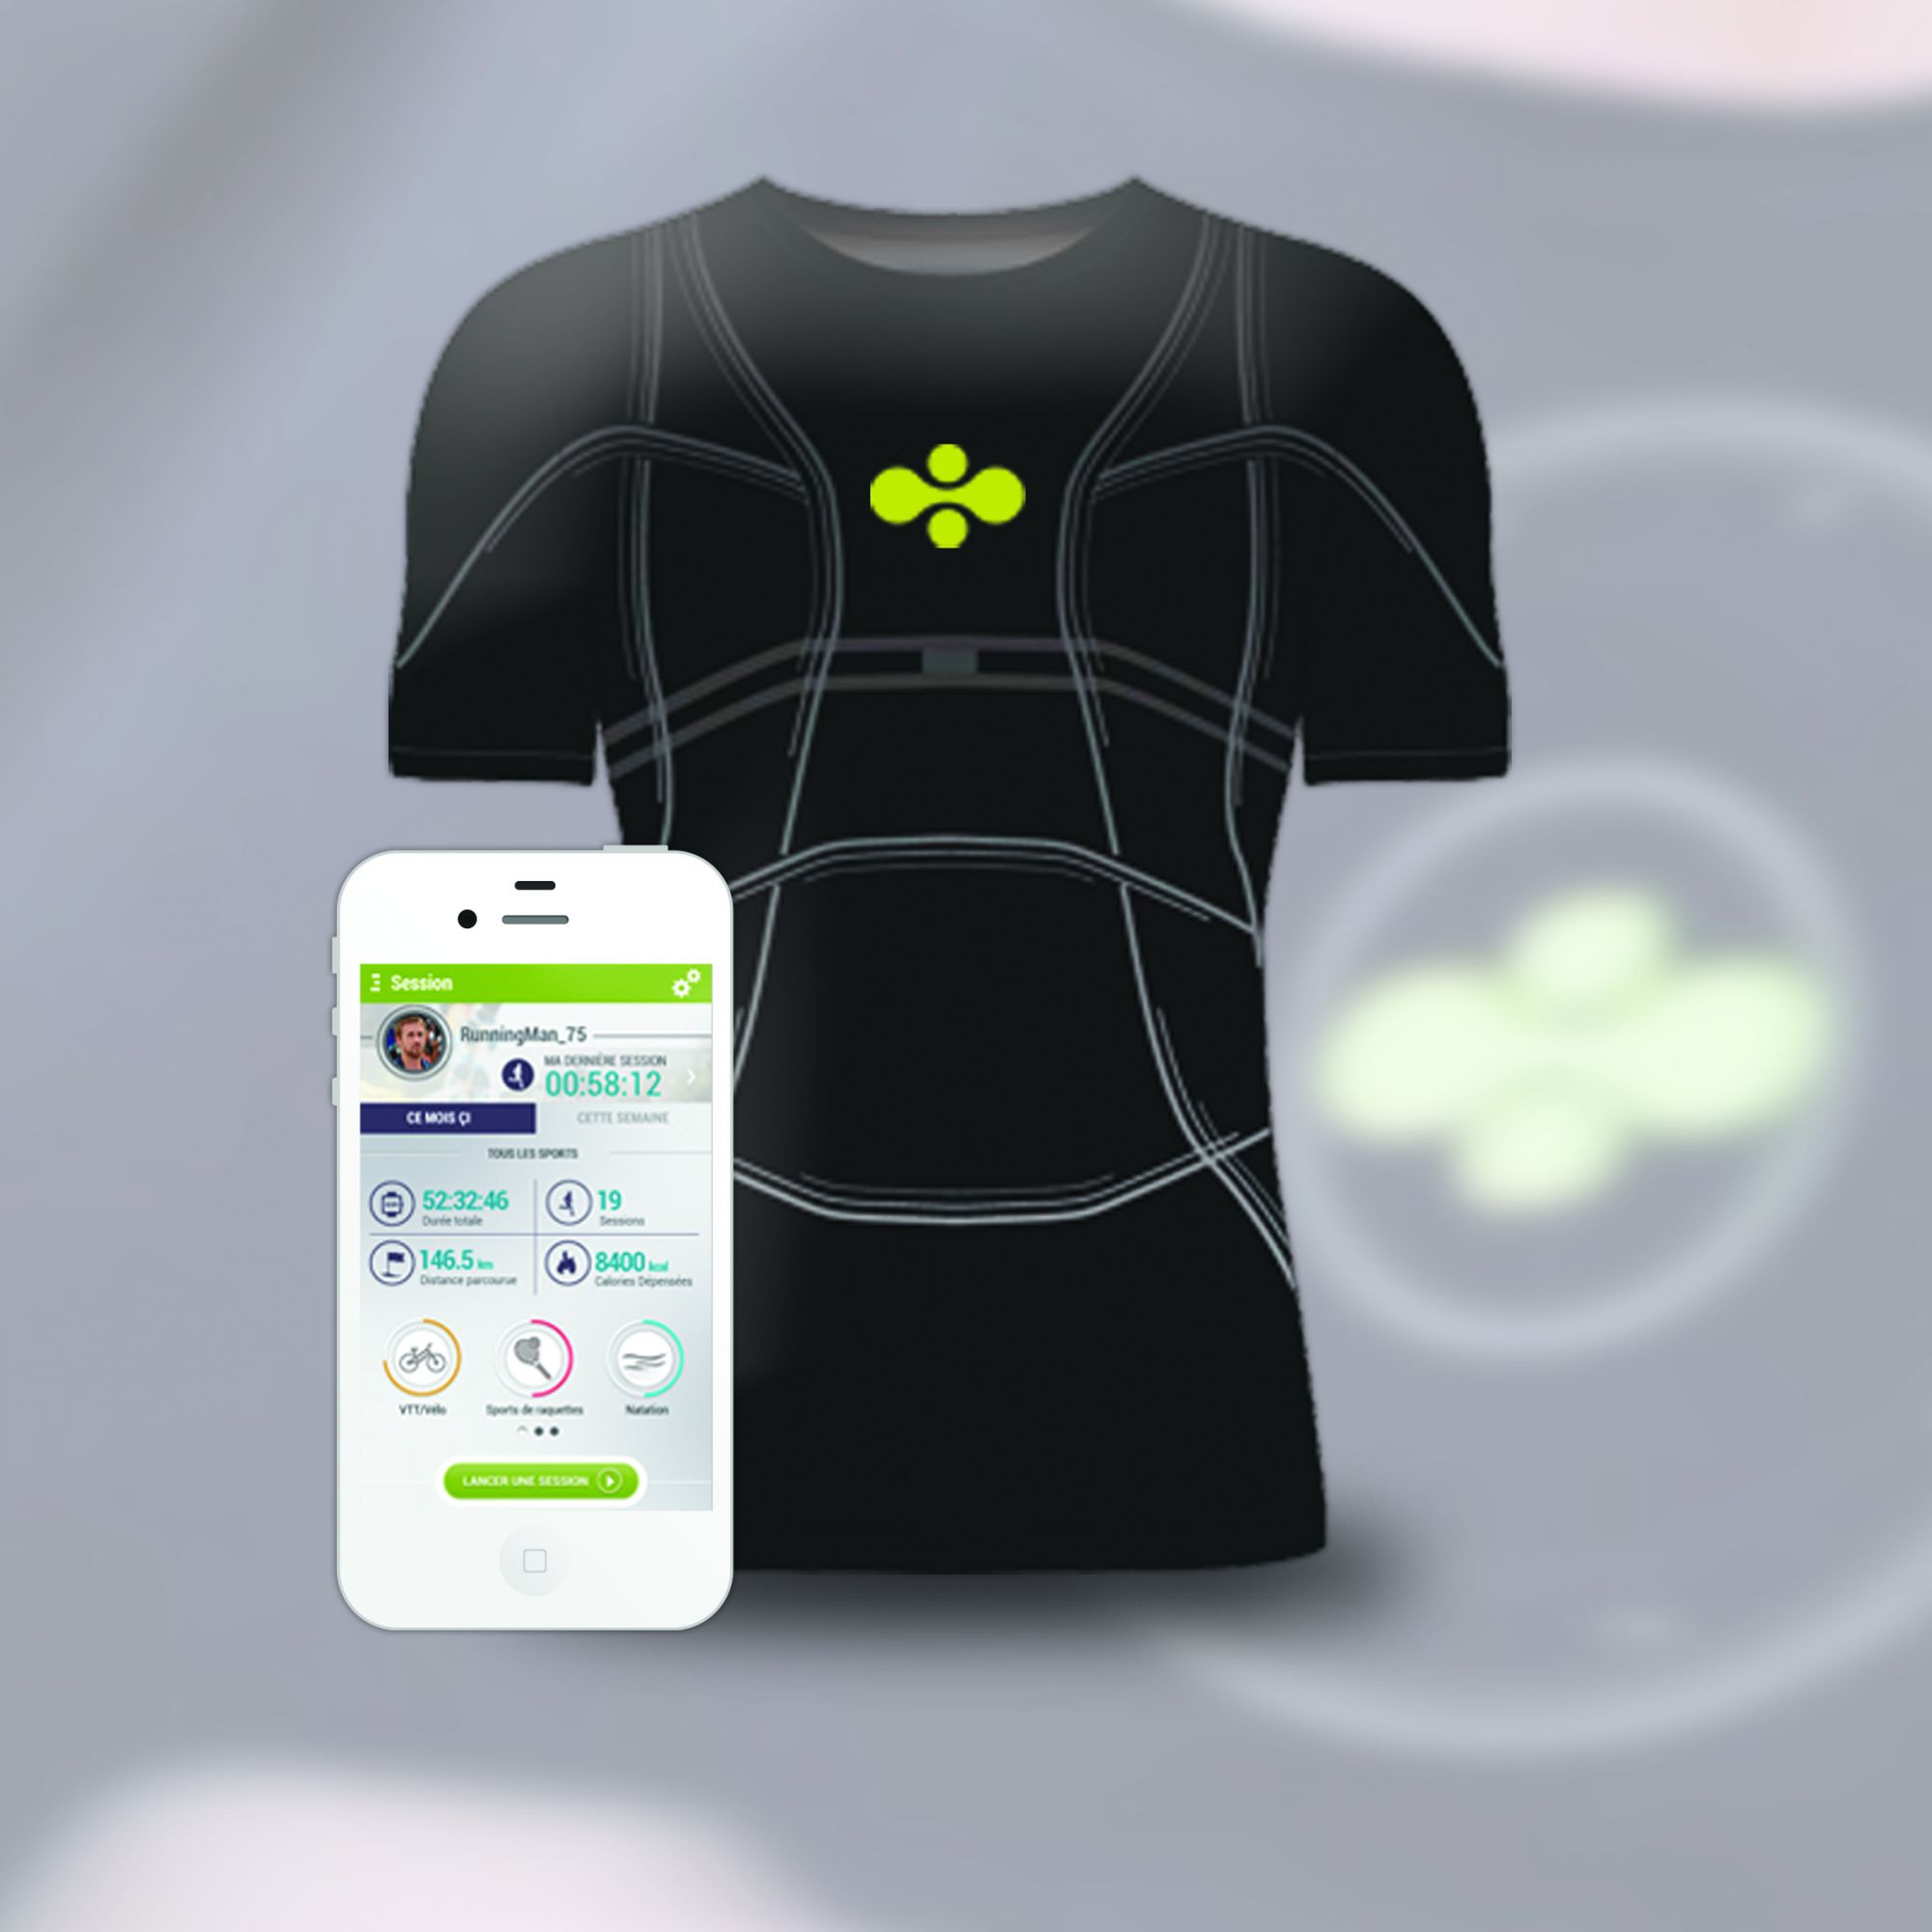 Session
RunningMan_75
MA DERNIÈRE SESSION
00:58:12
CE MOIS ÇI
CETTE SEMAINE
TOUS LES SPORTS
52:32:46
Durée totale
19
Sessions
146.5 km
Distance parcourue
8400 kcal
Calories Dépensées
VTT/Vélo
Sports de raquettes
Natation
LANCER UNE SESSION